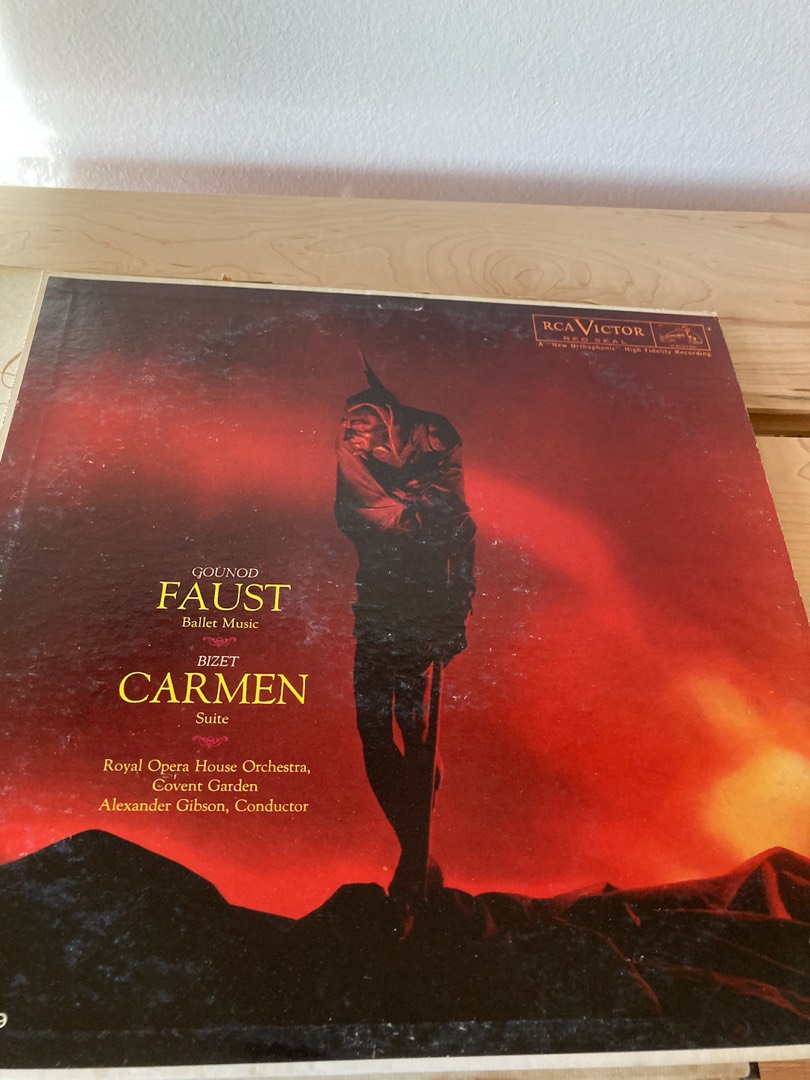 RCA VICTOR
RED SEAL
A "New Orthophonic" High Fidelity Recording
GOUNOD
FAUST
Ballet Music
BIZET
CARMEN
Suite
Royal Opera House Orchestra,
Covent Garden
Alexander Gibson, Conductor
9